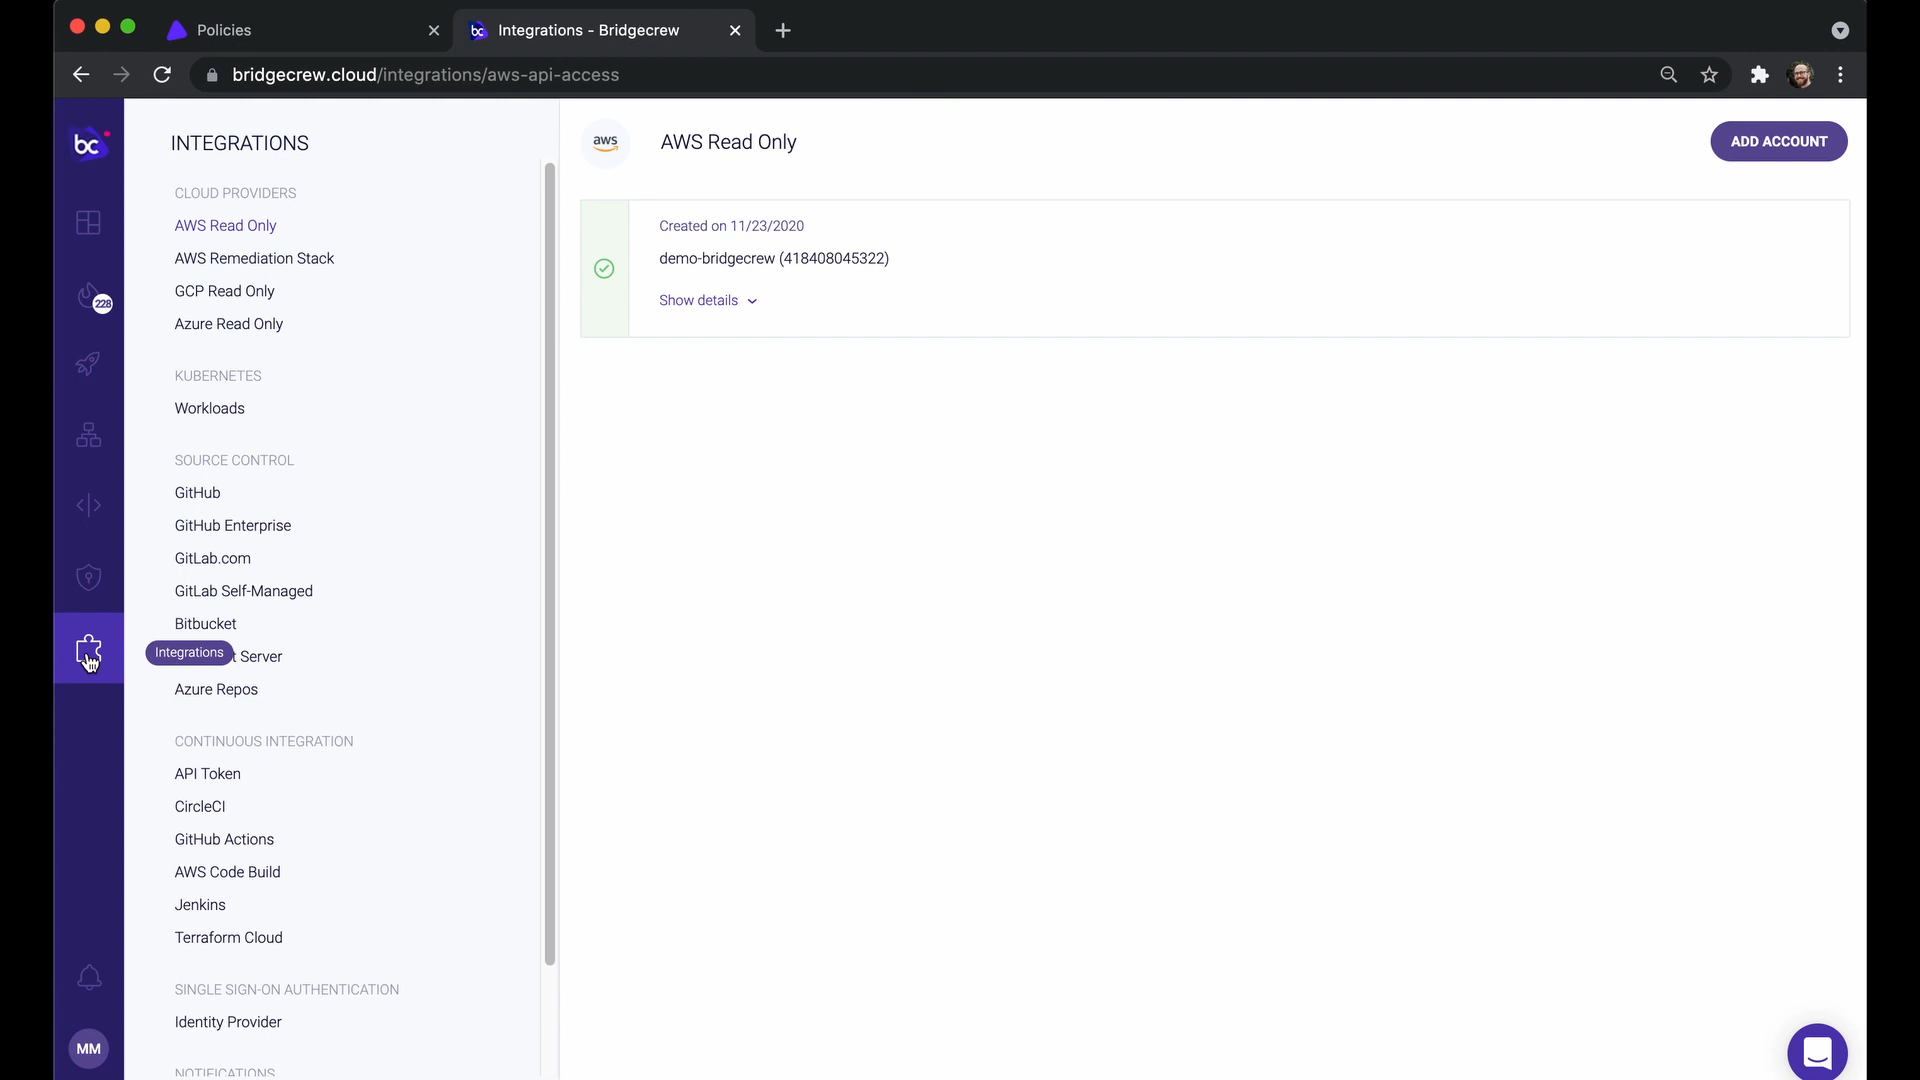 Policies
bc
Integrations - Bridgecrew
bridgecrew.cloud/integrations/aws-api-access
bc
228
MM
INTEGRATIONS
CLOUD PROVIDERS
AWS Read Only
AWS Remediation Stack
GCP Read Only
Azure Read Only
KUBERNETES
Workloads
SOURCE CONTROL
GitHub
GitHub Enterprise
GitLab.com
GitLab Self-Managed
Bitbucket
Integrations
t Server
Azure Repos
CONTINUOUS INTEGRATION
API Token
CircleCI
GitHub Actions
AWS Code Build
Jenkins
Terraform Cloud
SINGLE SIGN-ON AUTHENTICATION
Identity Provider
NOTIFICATIONS
aws
AWS Read Only
ADD ACCOUNT
Created on 11/23/2020
demo-bridgecrew (418408045322)
Show details